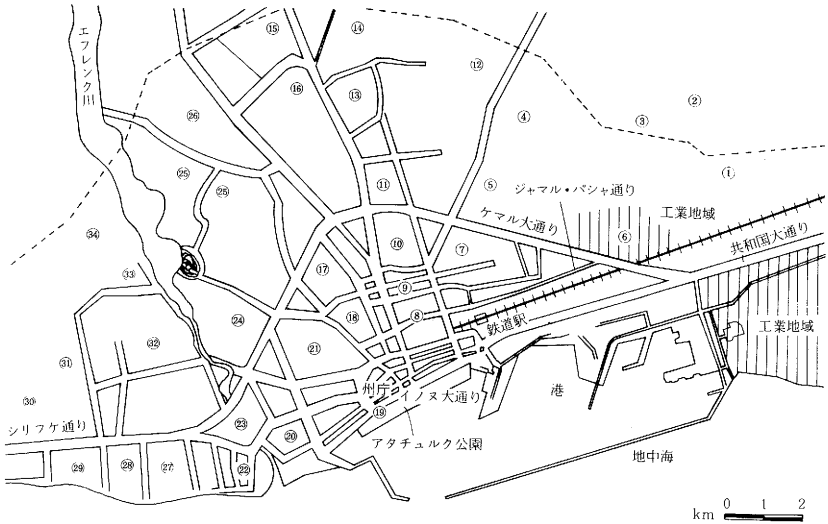 エフレンク川
⑮
⑭
⑫
②
③
④
⑯
⑬
㉖
①
⑤
ジャマル・パシャ通り
工業地域
ケマル大通り
共和国大通り
⑪
㉕
㉕
㉞
⑥
⑦
⑩
⑰
㉝
⑨
⑱
⑧
鉄道駅
㉔
㉑
㉜
㉛
工業地域
州庁
イノヌ大通り
港
㉚
シリフケ通り
⑲
アタチュルク公園
㉓
⑳
地中海
㉙
㉘
㉗
㉒
km 0 1 2